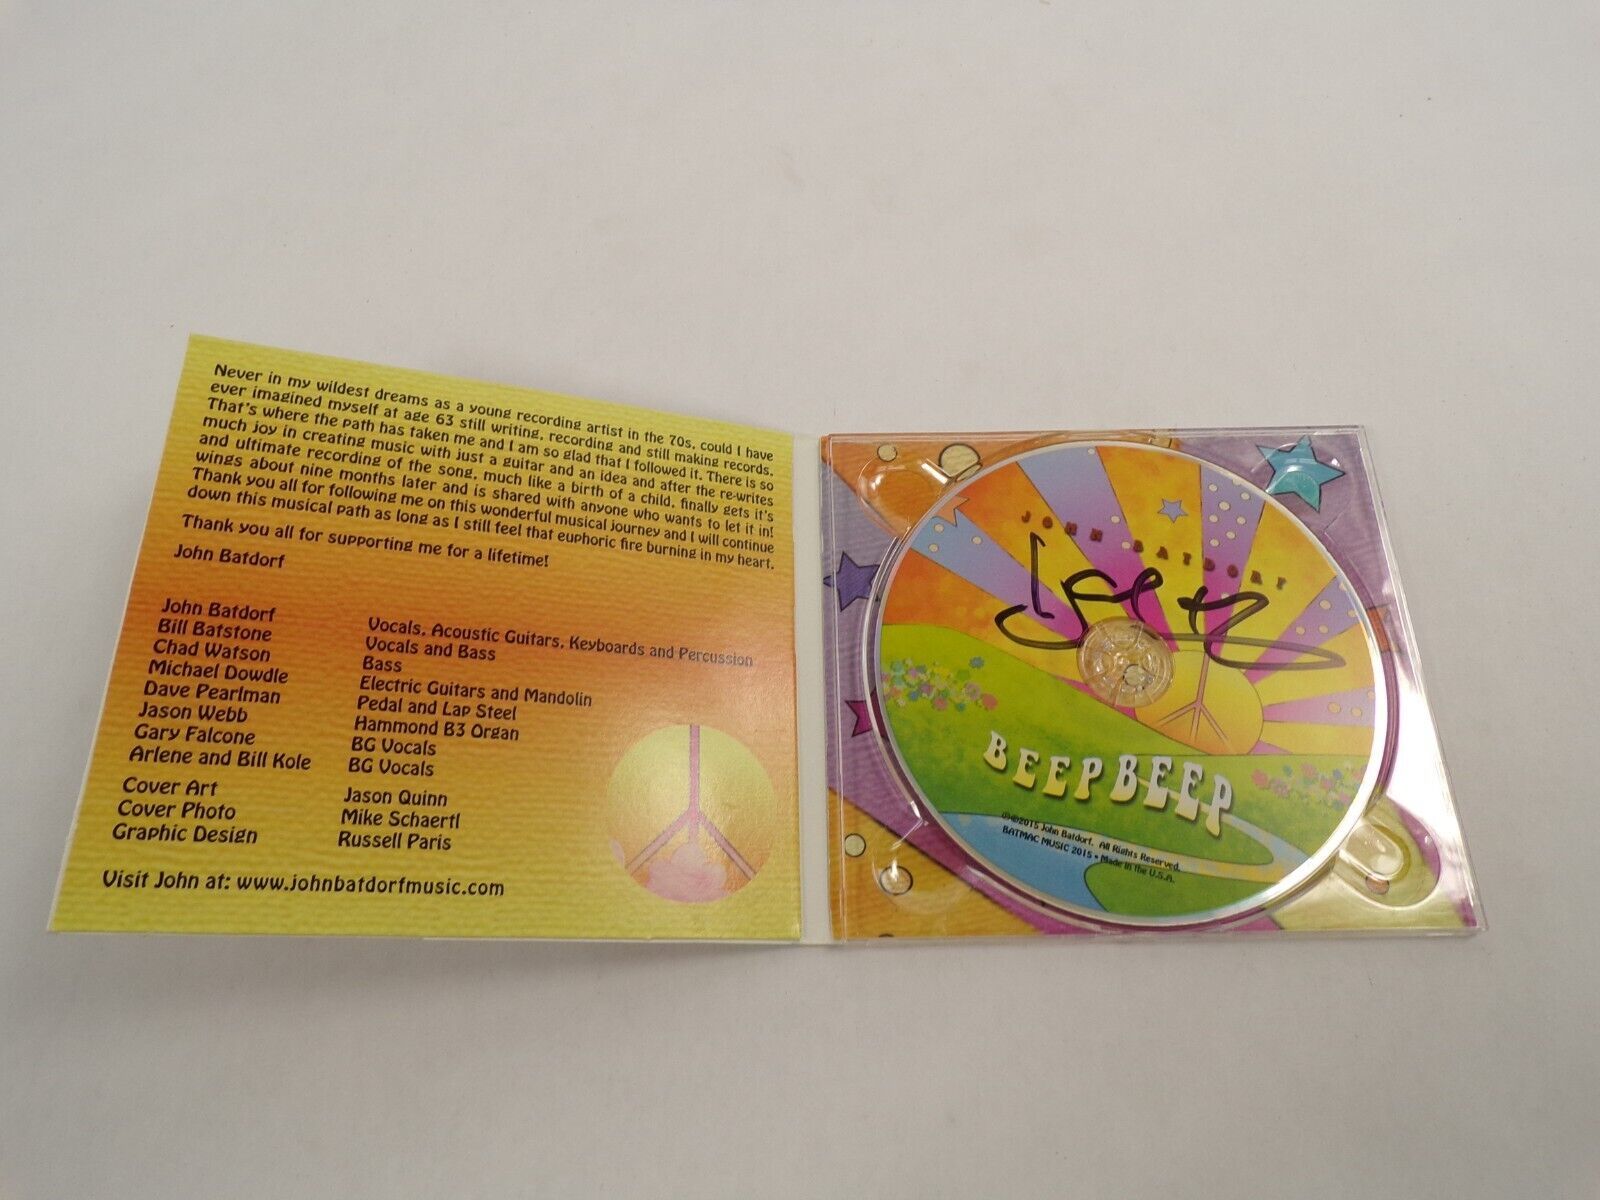 Never in my wildest dreams as a young recording artist in the 70s, could I have
ever imagined myself at age 63 still writing, recording and still making records.
That's where the path has taken me and I am so glad that I followed it. There is so
much joy in creating music with just a guitar and an idea and after the re-writes
and ultimate recording of the song, much like a birth of a child, finally gets it's
wings about nine months later and is shared with anyone who wants to let it in!
Thank you all for following me on this wonderful musical journey and I will continue
down this musical path as long as I still feel that euphoric fire burning in my heart.
Thank you all for supporting me for a lifetime!
John Batdorf
John Batdorf Vocals, Acoustic Guitars, Keyboards and Percussion
Bill Batstone Vocals and Bass
Chad Watson Bass
Michael Dowdle Electric Guitars and Mandolin
Dave Pearlman Pedal and Lap Steel
Jason Webb Hammond B3 Organ
Gary Falcone BG Vocals
Arlene and Bill Kole BG Vocals
Cover Art Jason Quinn
Cover Photo Mike Schaertl
Graphic Design Russell Paris
Visit John at: www.johnbatdorfmusic.com
JOHN BATDORF
BEEPBEEP
℗©2015 John Batdorf. All Rights Reserved.
BATMAC MUSIC 2015 • Made in the U.S.A.